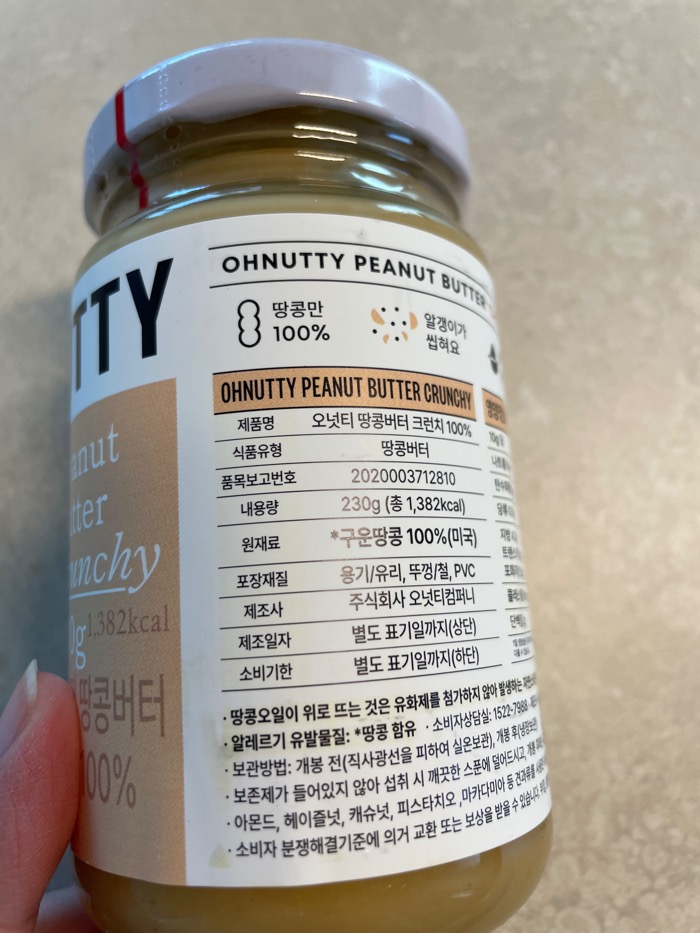 TTY
anut
tter
unchy
0g 1,382kcal
땅콩버터
100%
OHNUTTY PEANUT BUTTER
땅콩만
100%
알갱이가
씹혀요
OHNUTTY PEANUT BUTTER CRUNCHY
제품명 오넛티 땅콩버터 크런치 100%
식품유형 땅콩버터
품목보고번호 2020003712810
내용량 230g (총 1,382kcal)
원재료 *구운땅콩 100%(미국)
포장재질 용기/유리, 뚜껑/철, PVC
제조사 주식회사 오넛티컴퍼니
제조일자 별도 표기일까지(상단)
소비기한 별도 표기일까지(하단)
· 땅콩오일이 위로 뜨는 것은 유화제를 첨가하지 않아 발생하는
· 알레르기 유발물질: *땅콩 함유 · 소비자상담실: 1522-7988
· 보관방법: 개봉 전(직사광선을 피하여 실온보관), 개봉 후(냉장보관)
· 보존제가 들어있지 않아 섭취 시 깨끗한 스푼에 덜어드시고,
· 아몬드, 헤이즐넛, 캐슈넛, 피스타치오, 마카다미아 등 견과류를
· 소비자 분쟁해결기준에 의거 교환 또는 보상을 받을 수 있습니다.